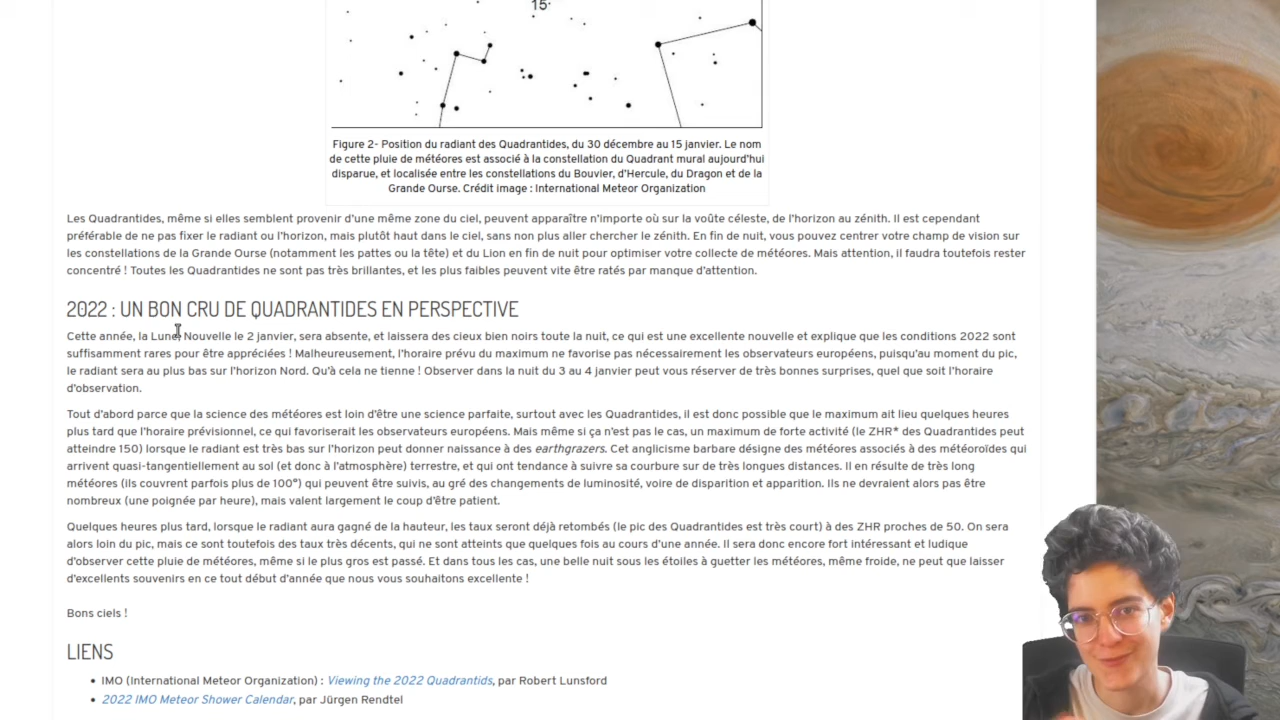 15
Figure 2- Position du radiant des Quadrantides, du 30 décembre au 15 janvier. Le nom
de cette pluie de météores est associé à la constellation du Quadrant mural aujourd'hui
disparue, et localisée entre les constellations du Bouvier, d'Hercule, du Dragon et de la
Grande Ourse. Crédit image : International Meteor Organization
Les Quadrantides, même si elles semblent provenir d'une même zone du ciel, peuvent apparaître n'importe où sur la voûte céleste, de l'horizon au zénith. Il est cependant
préférable de ne pas fixer le radiant ou l'horizon, mais plutôt haut dans le ciel, sans non plus aller chercher le zénith. En fin de nuit, vous pouvez centrer votre champ de vision sur
les constellations de la Grande Ourse (notamment les pattes ou la tête) et du Lion en fin de nuit pour optimiser votre collecte de météores. Mais attention, il faudra toutefois rester
concentré ! Toutes les Quadrantides ne sont pas très brillantes, et les plus faibles peuvent vite être ratés par manque d'attention.
2022 : UN BON CRU DE QUADRANTIDES EN PERSPECTIVE
Cette année, la Lune, Nouvelle le 2 janvier, sera absente, et laissera des cieux bien noirs toute la nuit, ce qui est une excellente nouvelle et explique que les conditions 2022 sont
suffisamment rares pour être appréciées ! Malheureusement, l'horaire prévu du maximum ne favorise pas nécessairement les observateurs européens, puisqu'au moment du pic,
le radiant sera au plus bas sur l'horizon Nord. Qu'à cela ne tienne ! Observer dans la nuit du 3 au 4 janvier peut vous réserver de très bonnes surprises, quel que soit l'horaire
d'observation.
Tout d'abord parce que la science des météores est loin d'être une science parfaite, surtout avec les Quadrantides, il est donc possible que le maximum ait lieu quelques heures
plus tard que l'horaire prévisionnel, ce qui favoriserait les observateurs européens. Mais même si ça n'est pas le cas, un maximum de forte activité (le ZHR* des Quadrantides peut
atteindre 150) lorsque le radiant est très bas sur l'horizon peut donner naissance à des earthgrazers. Cet anglicisme barbare désigne des météores associés à des météoroïdes qui
arrivent quasi-tangentiellement au sol (et donc à l'atmosphère) terrestre, et qui ont tendance à suivre sa courbure sur de très longues distances. Il en résulte de très long
météores (ils couvrent parfois plus de 100°) qui peuvent être suivis, au gré des changements de luminosité, voire de disparition et apparition. Ils ne devraient alors pas être
nombreux (une poignée par heure), mais valent largement le coup d'être patient.
Quelques heures plus tard, lorsque le radiant aura gagné de la hauteur, les taux seront déjà retombés (le pic des Quadrantides est très court) à des ZHR proches de 50. On sera
alors loin du pic, mais ce sont toutefois des taux très décents, qui ne sont atteints que quelques fois au cours d'une année. Il sera donc encore fort intéressant et ludique
d'observer cette pluie de météores, même si le plus gros est passé. Et dans tous les cas, une belle nuit sous les étoiles à guetter les météores, même froide, ne peut que laisser
d'excellents souvenirs en ce tout début d'année que nous vous souhaitons excellente !
Bons ciels !
LIENS
IMO (International Meteor Organization) : Viewing the 2022 Quadrantids, par Robert Lunsford
2022 IMO Meteor Shower Calendar, par Jürgen Rendtel